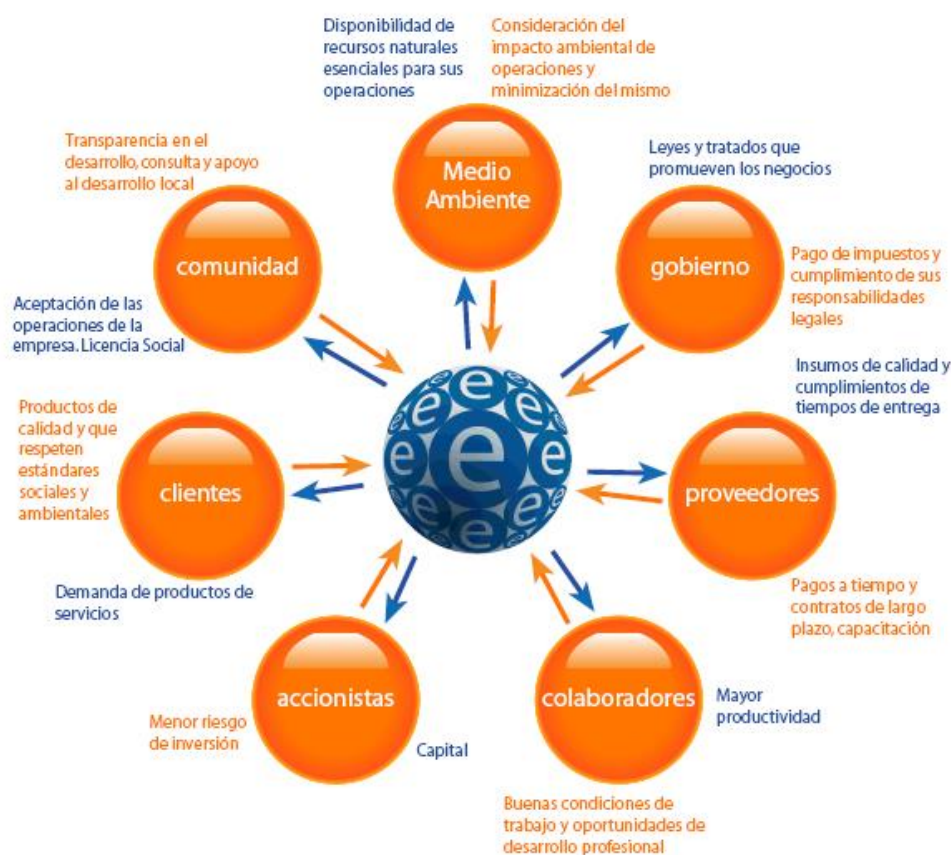 Disponibilidad de
recursos naturales
esenciales para sus
operaciones
Consideración del
impacto ambiental de
operaciones y
minimización del mismo
Medio
Ambiente
Transparencia en el
desarrollo, consulta y apoyo
al desarrollo local
comunidad
Aceptación de las
operaciones de la
empresa. Licencia Social
Leyes y tratados que
promueven los negocios
gobierno
Pago de impuestos y
cumplimiento de sus
responsabilidades
legales
Insumos de calidad y
cumplimientos de
tiempos de entrega
proveedores
Pagos a tiempo y
contratos de largo
plazo, capacitación
Productos de
calidad y que
respeten
estándares
sociales y
ambientales
clientes
Demanda de productos de
servicios
e
accionistas
Menor riesgo
de inversión
Capital
colaboradores
Mayor
productividad
Buenas condiciones de
trabajo y oportunidades de
desarrollo profesional